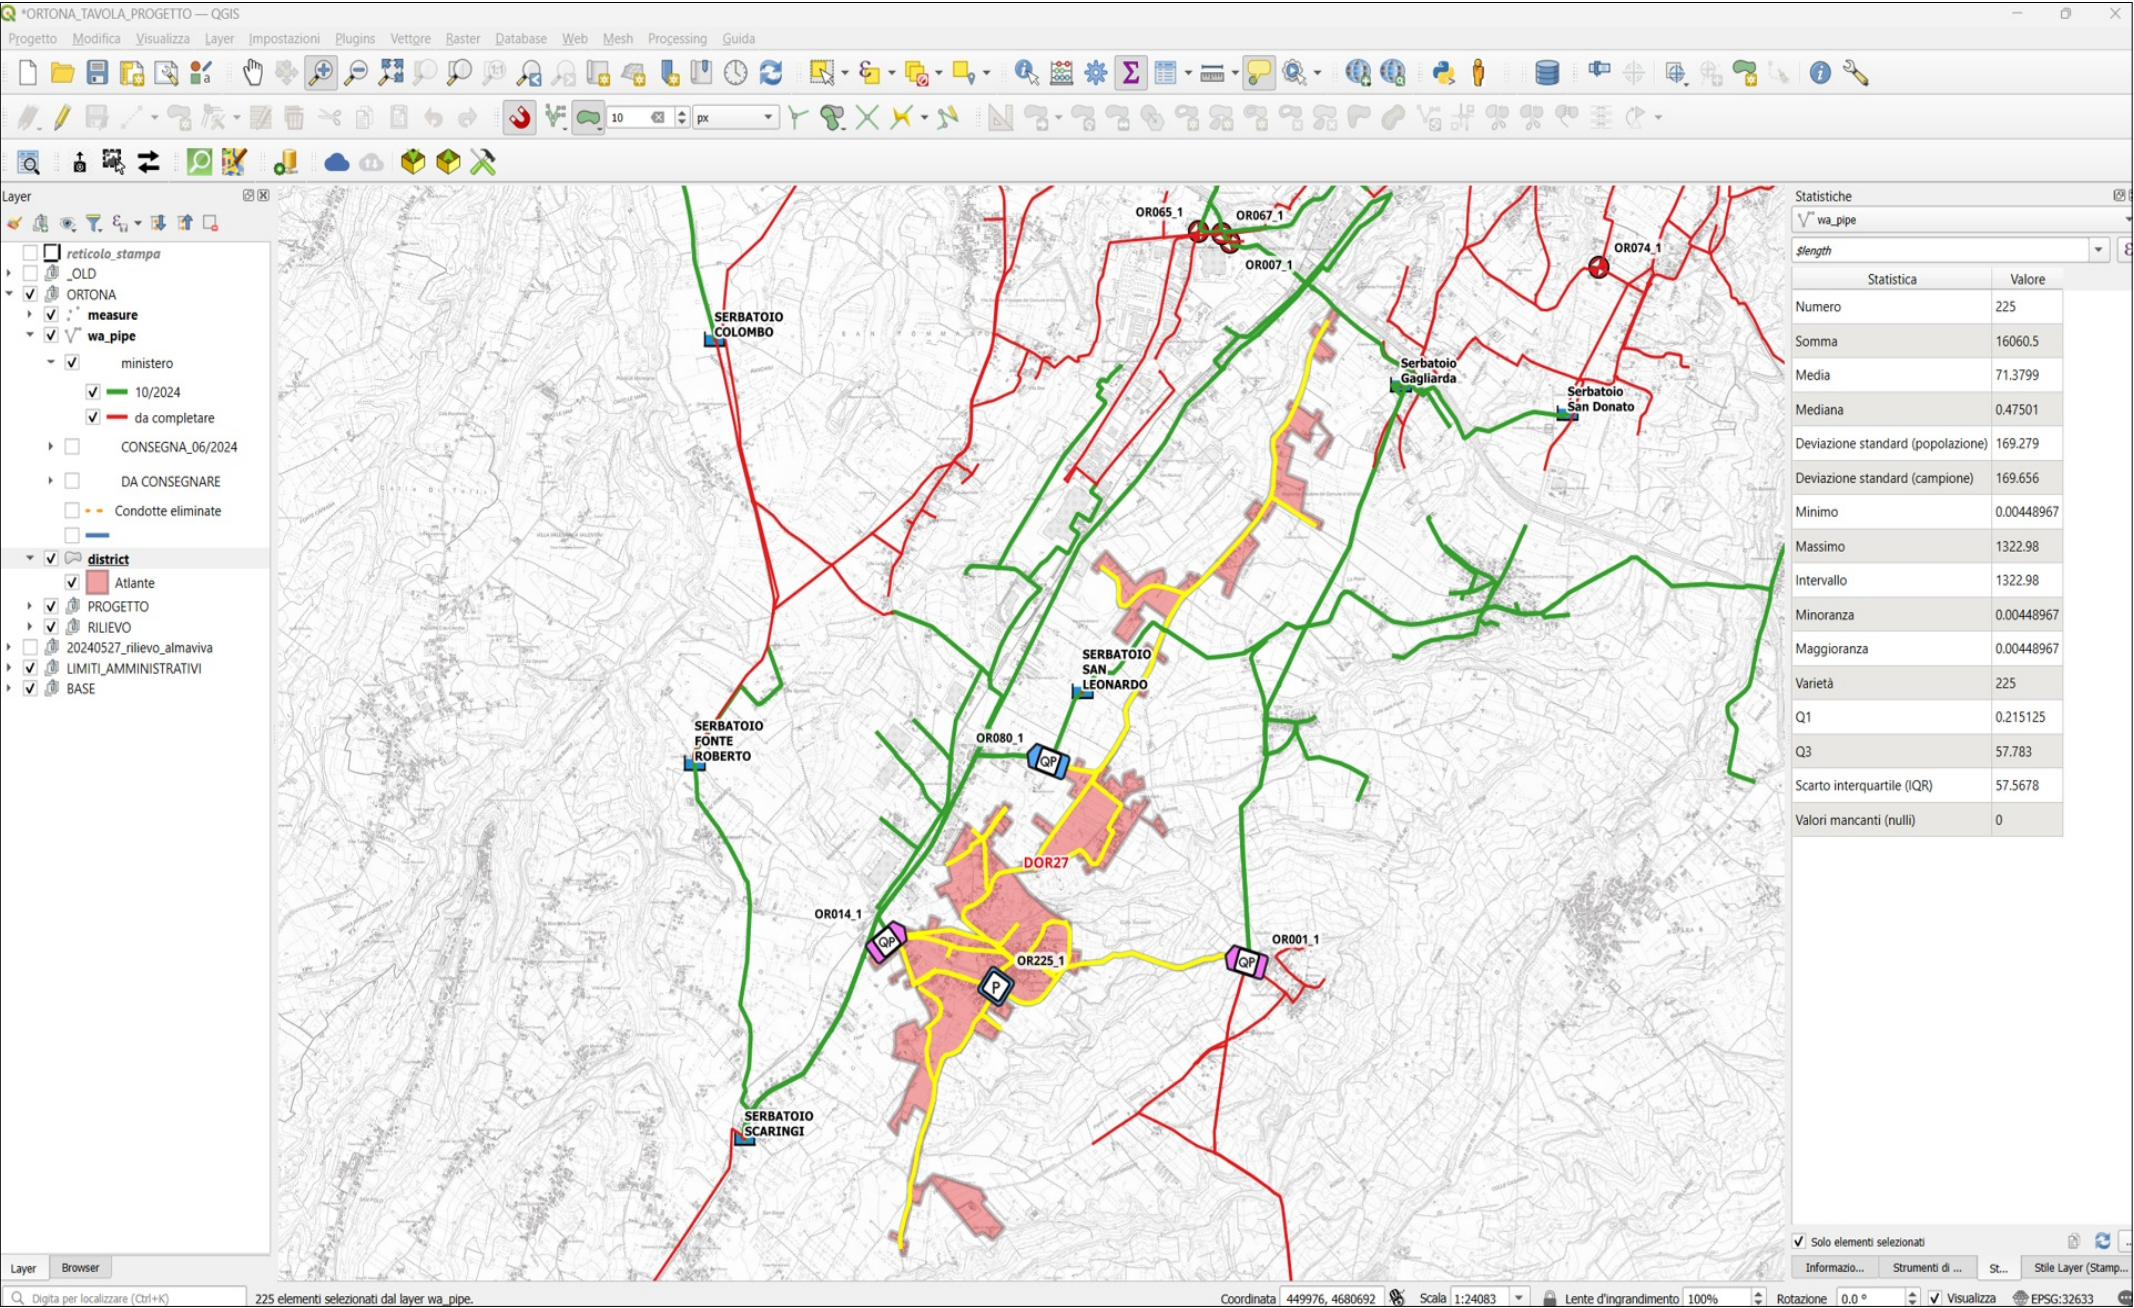 *ORTONA_TAVOLA_PROGETTO — QGIS
Progetto Modifica Visualizza Layer Impostazioni Plugins Vettore Raster Database Web Mesh Processing Guida
10 px
Layer
reticolo_stampa
_OLD
ORTONA
measure
wa_pipe
ministero
10/2024
da completare
CONSEGNA_06/2024
DA CONSEGNARE
Condotte eliminate
district
Atlante
PROGETTO
RILIEVO
20240527_rilievo_almaviva
LIMITI_AMMINISTRATIVI
BASE
Layer Browser
OR065_1
OR067_1
OR007_1
OR074_1
SERBATOIO
COLOMBO
Serbatoio
Gagliarda
Serbatoio
San Donato
SERBATOIO
SAN
LEONARDO
SERBATOIO
FONTE
ROBERTO
OR080_1
QP
DOR27
OR014_1
QP
OR225_1
P
OR001_1
QP
SERBATOIO
SCARINGI
Statistiche
wa_pipe
$length
Statistica Valore
Numero 225
Somma 16060.5
Media 71.3799
Mediana 0.47501
Deviazione standard (popolazione) 169.279
Deviazione standard (campione) 169.656
Minimo 0.00448967
Massimo 1322.98
Intervallo 1322.98
Minoranza 0.00448967
Maggioranza 0.00448967
Varietà 225
Q1 0.215125
Q3 57.783
Scarto interquartile (IQR) 57.5678
Valori mancanti (nulli) 0
Solo elementi selezionati
Informazio... Strumenti di ... St... Stile Layer (Stamp...
Digita per localizzare (Ctrl+K) 225 elementi selezionati dal layer wa_pipe. Coordinata 449976, 4680692 Scala 1:24083 Lente d'ingrandimento 100% Rotazione 0.0 ° Visualizza EPSG:32633